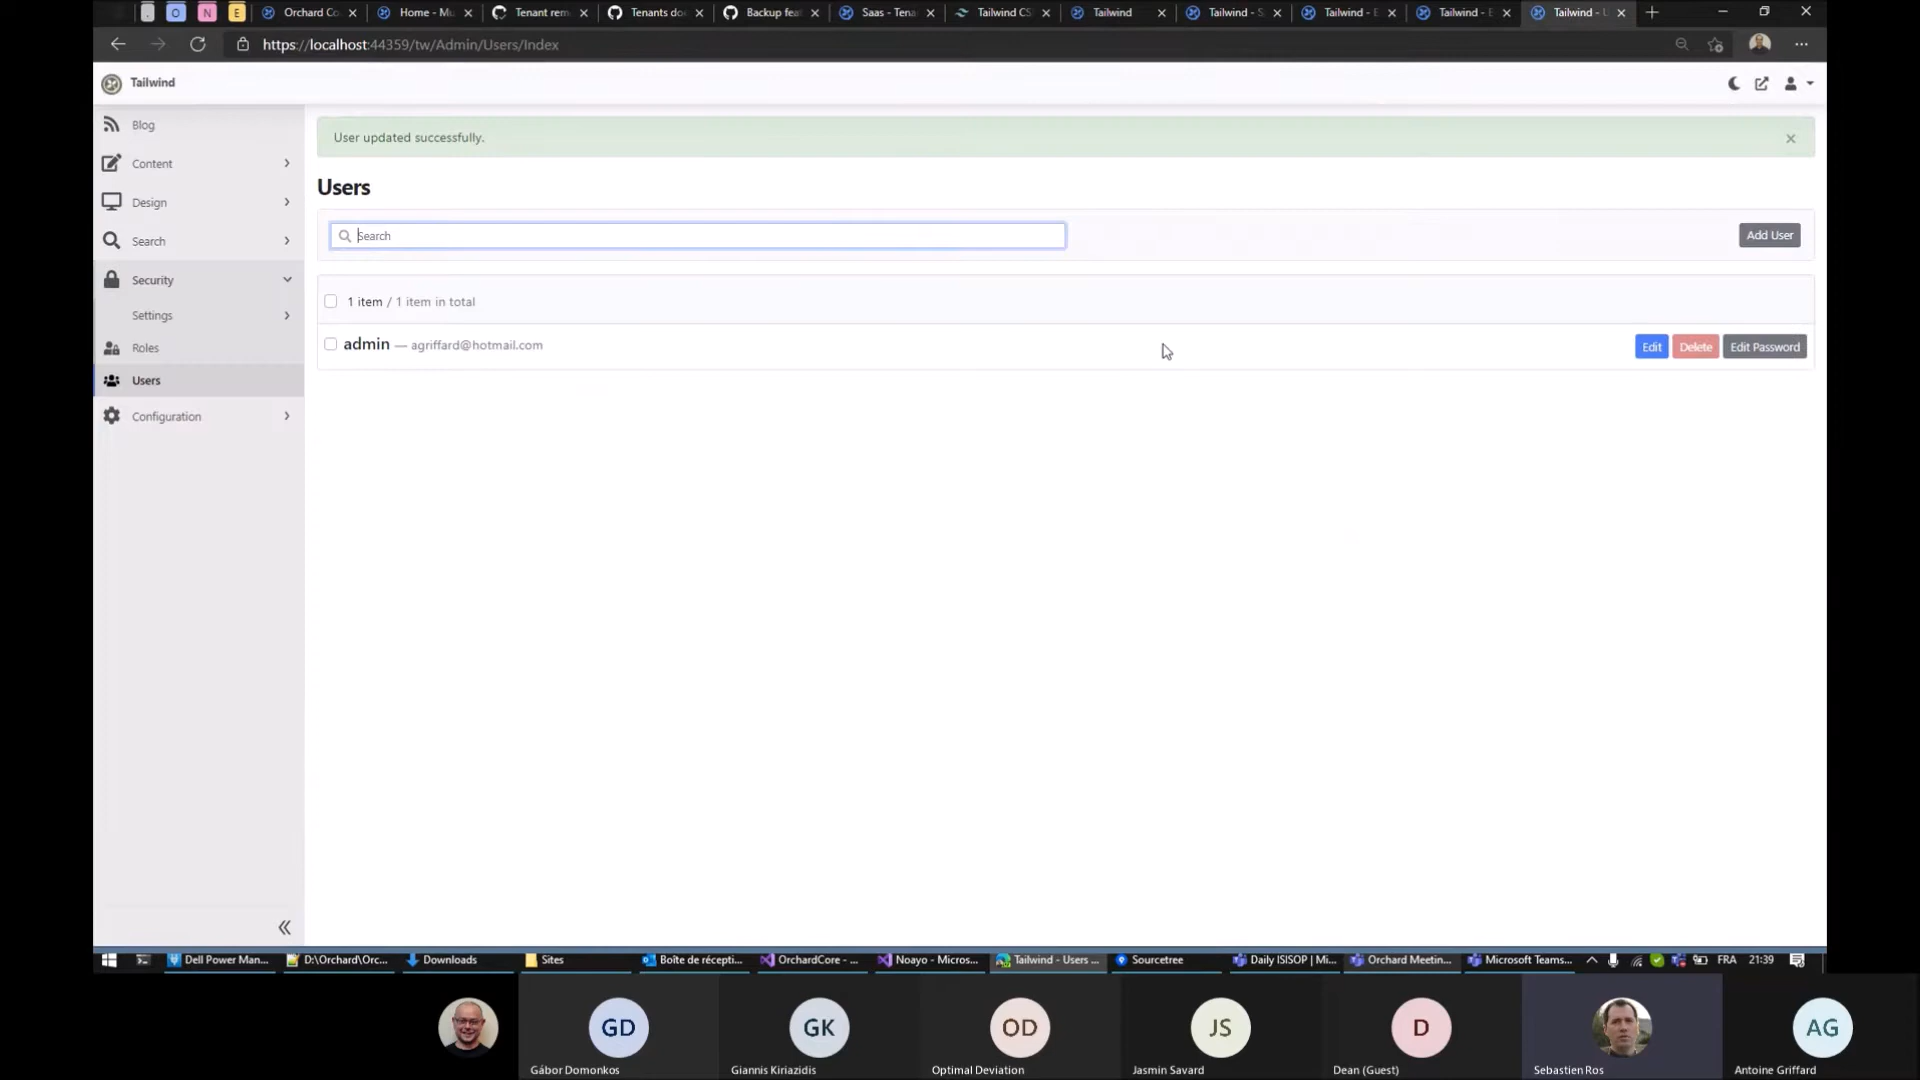 O N E Orchard Co Home - Mu Tenant rem Tenants do Backup fea Saas - Tena Tailwind CS Tailwind Tailwind - S Tailwind - E Tailwind - E Tailwind - U
https://localhost:44359/tw/Admin/Users/Index
Tailwind
Blog
Content
Design
Search
Security
Settings
Roles
Users
Configuration
User updated successfully.
Users
Search
Add User
1 item / 1 item in total
admin — agriffard@hotmail.com
Edit Delete Edit Password
Dell Power Man... D:\Orchard\Orc... Downloads Sites Boîte de récepti... OrchardCore - ... Noayo - Micros... Tailwind - Users ... Sourcetree Daily ISISOP | Mi... Orchard Meetin... Microsoft Teams... FRA 21:39
GD GK OD JS D AG
Gábor Domonkos Giannis Kiriazidis Optimal Deviation Jasmin Savard Dean (Guest) Sebastien Ros Antoine Griffard